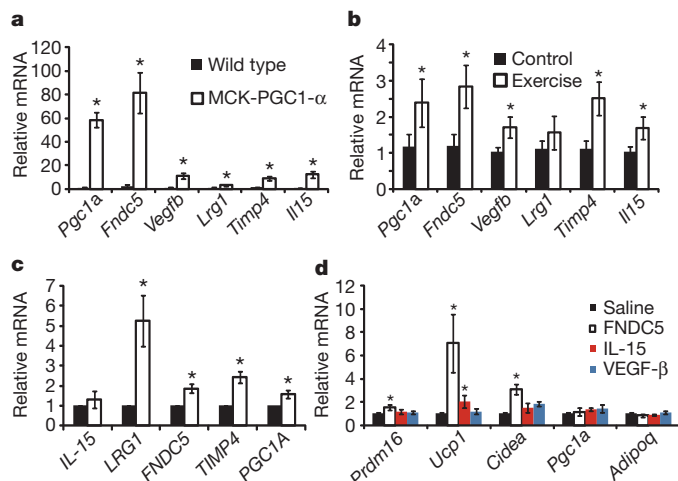 a
Relative mRNA
120
100
80
60
40
20
0
Wild type
MCK-PGC1-α
* * * * * *
Pgc1a Fndc5 Vegfb Lrg1 Timp4 Il15
b
Relative mRNA
4
3
2
1
0
Control
Exercise
* * * * *
Pgc1a Fndc5 Vegfb Lrg1 Timp4 Il15
c
Relative mRNA
7
6
5
4
3
2
1
0
* * * *
IL-15 LRG1 FNDC5 TIMP4 PGC1A
d
Relative mRNA
12
10
8
6
4
2
0
Saline
FNDC5
IL-15
VEGF-β
* * * *
Prdm16 Ucp1 Cidea Pgc1a Adipoq